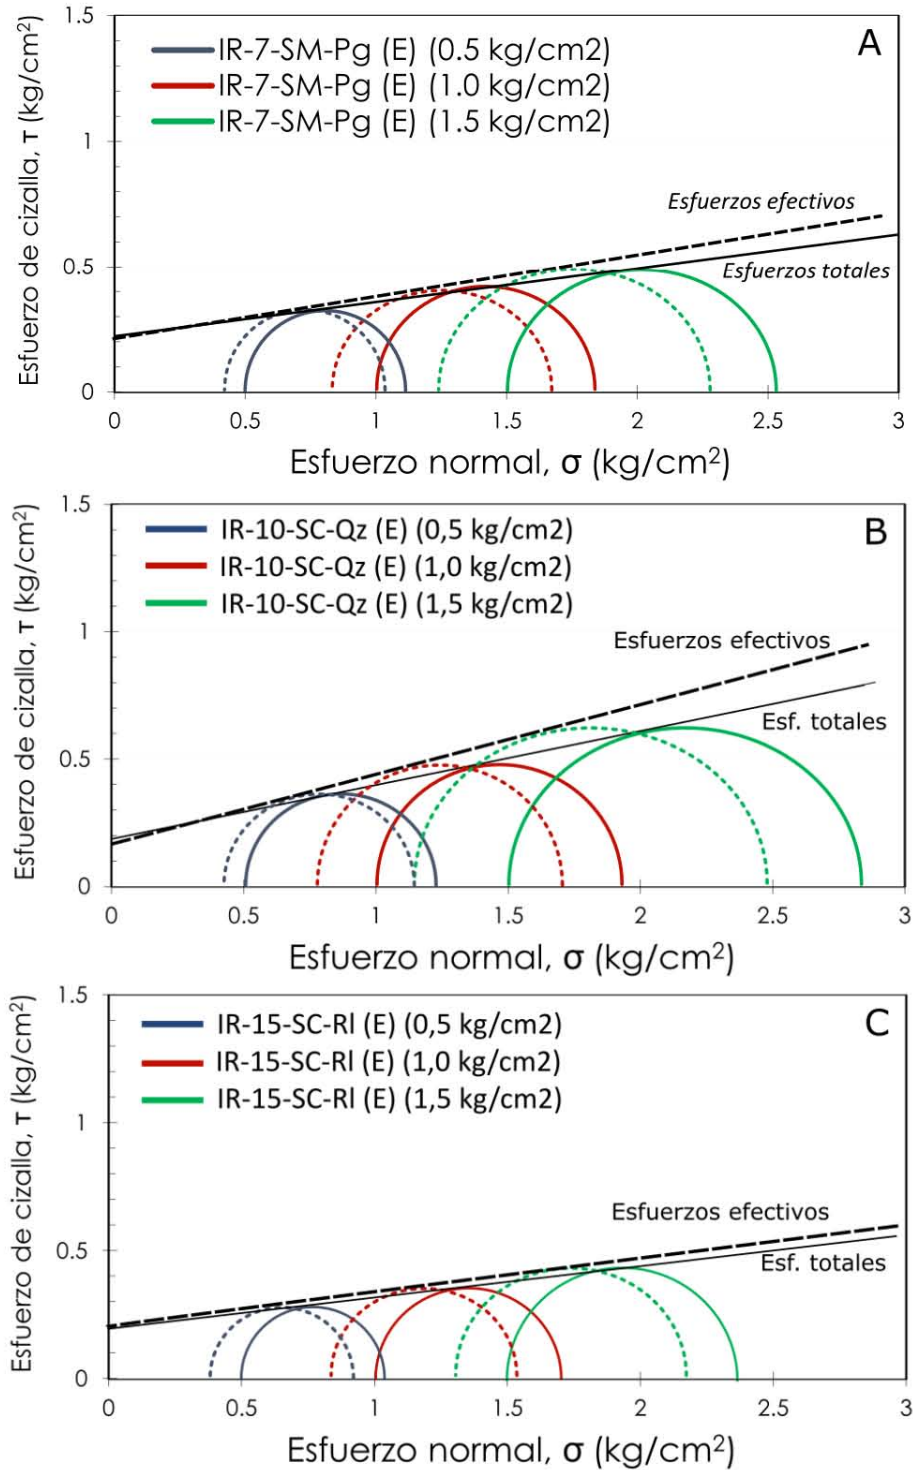 1.5
A
IR-7-SM-Pg (E) (0.5 kg/cm2)
IR-7-SM-Pg (E) (1.0 kg/cm2)
IR-7-SM-Pg (E) (1.5 kg/cm2)
1
Esfuerzos efectivos
0.5
Esfuerzos totales
0
Esfuerzo de cizalla, τ (kg/cm²)
0 0.5 1 1.5 2 2.5 3
Esfuerzo normal, σ (kg/cm²)
1.5
B
IR-10-SC-Qz (E) (0,5 kg/cm2)
IR-10-SC-Qz (E) (1,0 kg/cm2)
IR-10-SC-Qz (E) (1,5 kg/cm2)
1
Esfuerzos efectivos
Esf. totales
0.5
0
Esfuerzo de cizalla, τ (kg/cm²)
0 0.5 1 1.5 2 2.5 3
Esfuerzo normal, σ (kg/cm²)
1.5
C
IR-15-SC-Rl (E) (0,5 kg/cm2)
IR-15-SC-Rl (E) (1,0 kg/cm2)
IR-15-SC-Rl (E) (1,5 kg/cm2)
1
Esfuerzos efectivos
0.5
Esf. totales
0
Esfuerzo de cizalla, τ (kg/cm²)
0 0.5 1 1.5 2 2.5 3
Esfuerzo normal, σ (kg/cm²)